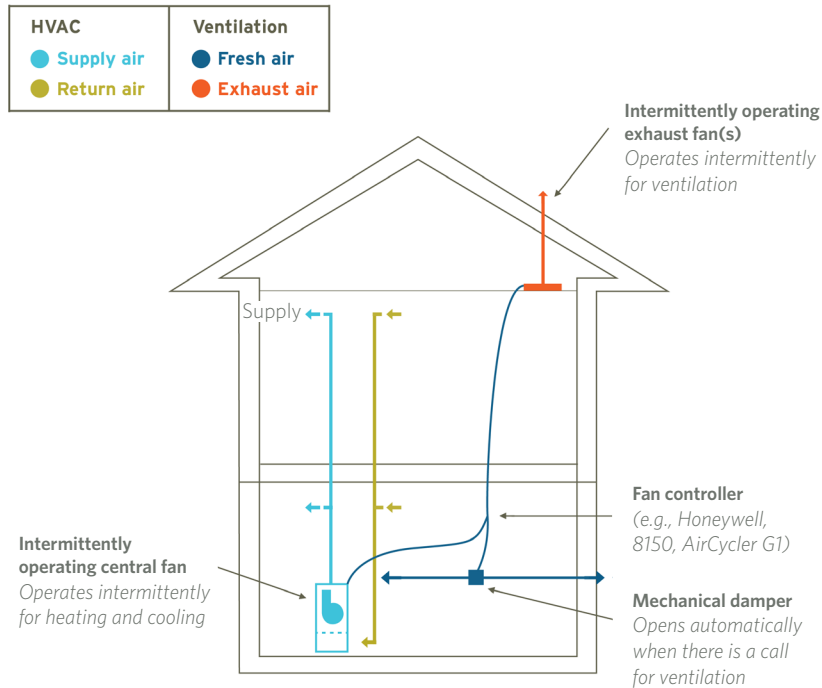 HVAC
Supply air
Return air
Ventilation
Fresh air
Exhaust air
Intermittently operating
exhaust fan(s)
Operates intermittently
for ventilation
Supply
Fan controller
(e.g., Honeywell,
8150, AirCycler G1)
Intermittently
operating central fan
Operates intermittently
for heating and cooling
Mechanical damper
Opens automatically
when there is a call
for ventilation